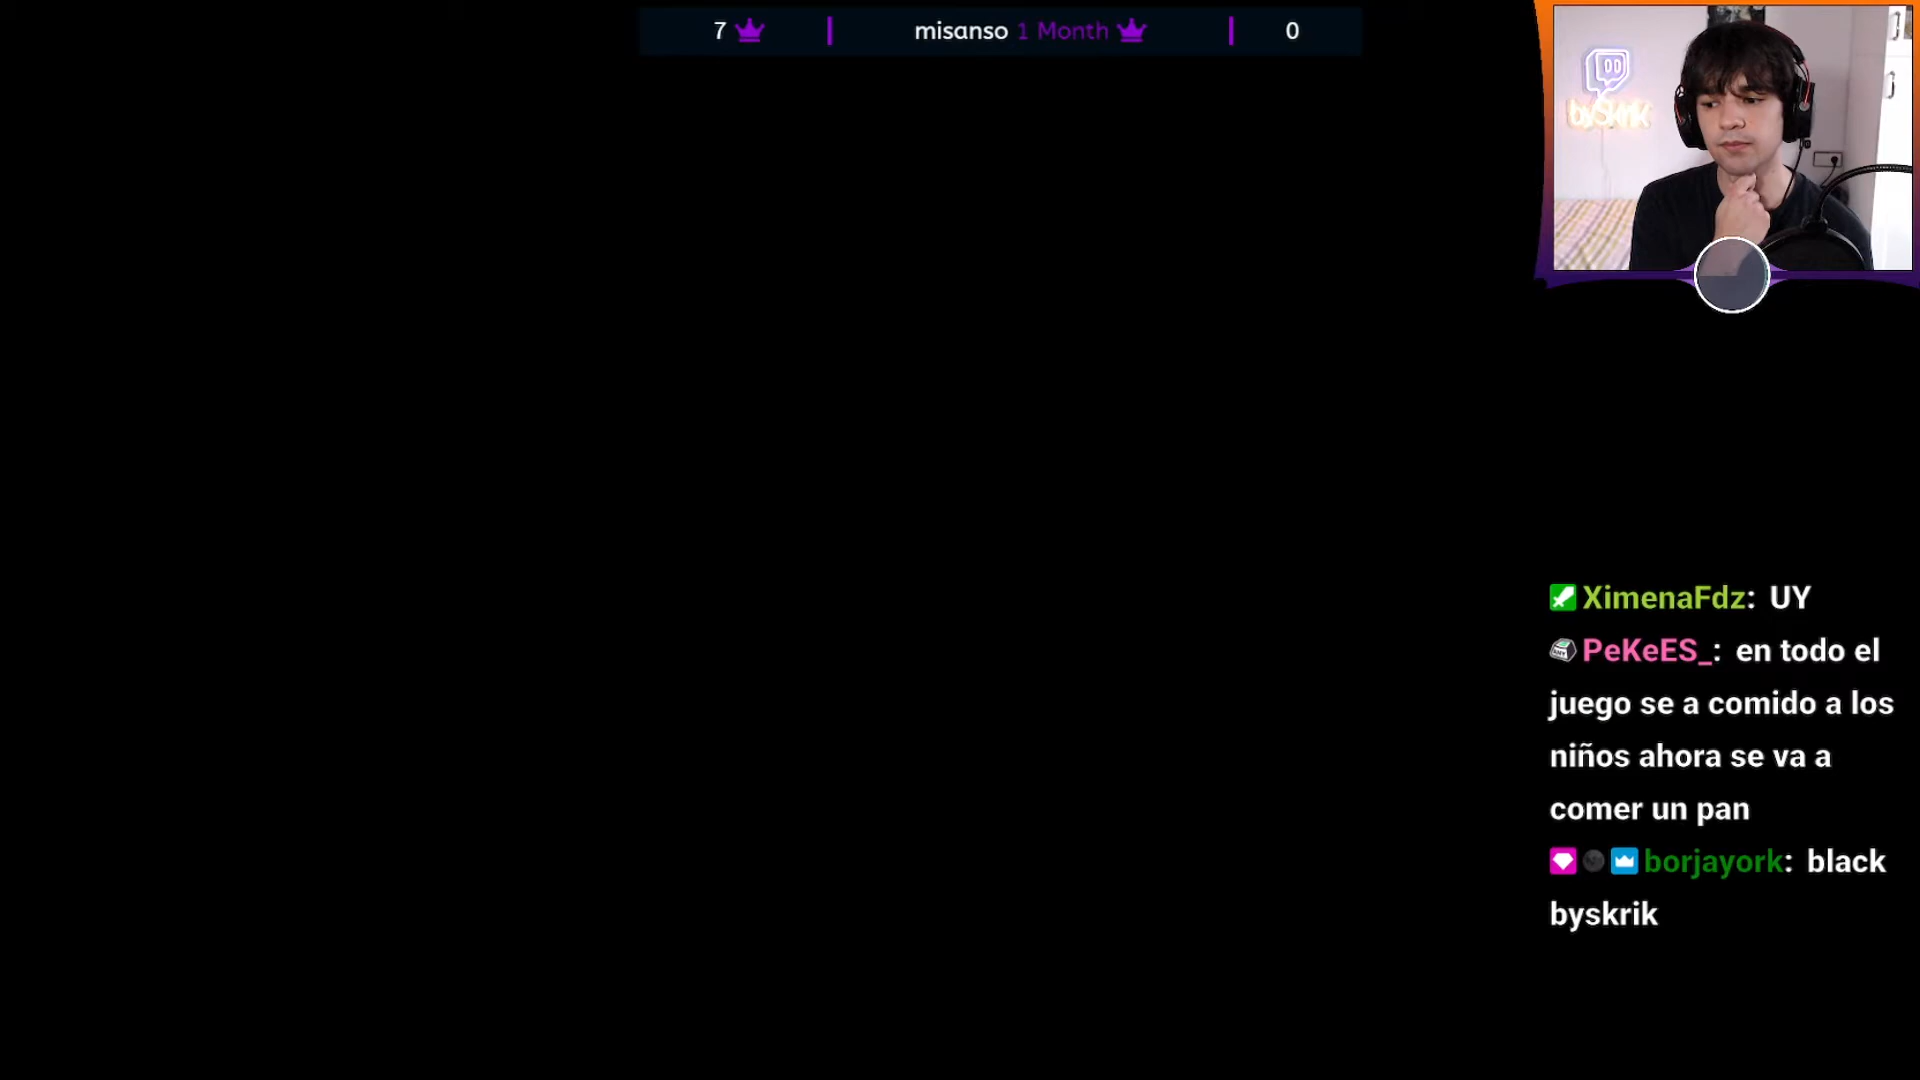 7
misanso 1 Month
0
bySkrik
XimenaFdz: UY
PeKeES_: en todo el
juego se a comido a los
niños ahora se va a
comer un pan
borjayork: black
byskrik